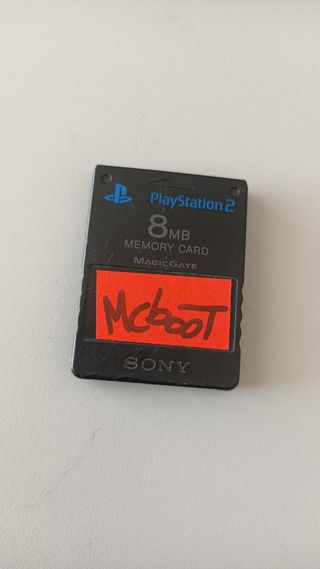 PlayStation 2
8MB
MEMORY CARD
MAGICGATE
McbooT
SONY